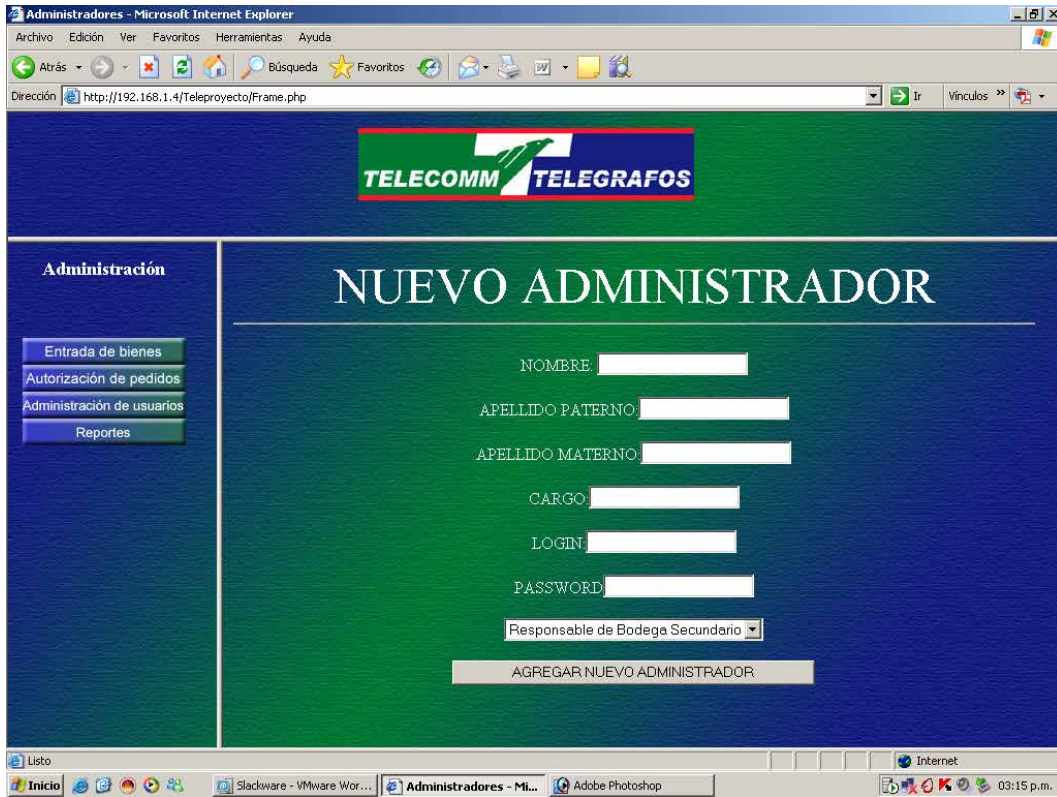 Administradores - Microsoft Internet Explorer
Archivo Edición Ver Favoritos Herramientas Ayuda
Atrás Búsqueda Favoritos
Dirección http://192.168.1.4/Teleproyecto/Frame.php Ir Vínculos »
TELECOMM TELEGRAFOS
Administración
Entrada de bienes
Autorización de pedidos
Administración de usuarios
Reportes
NUEVO ADMINISTRADOR
NOMBRE:
APELLIDO PATERNO:
APELLIDO MATERNO:
CARGO:
LOGIN:
PASSWORD
Responsable de Bodega Secundario
AGREGAR NUEVO ADMINISTRADOR
Listo Internet
Inicio Slackware - VMware Wor... Administradores - Mi... Adobe Photoshop 03:15 p.m.